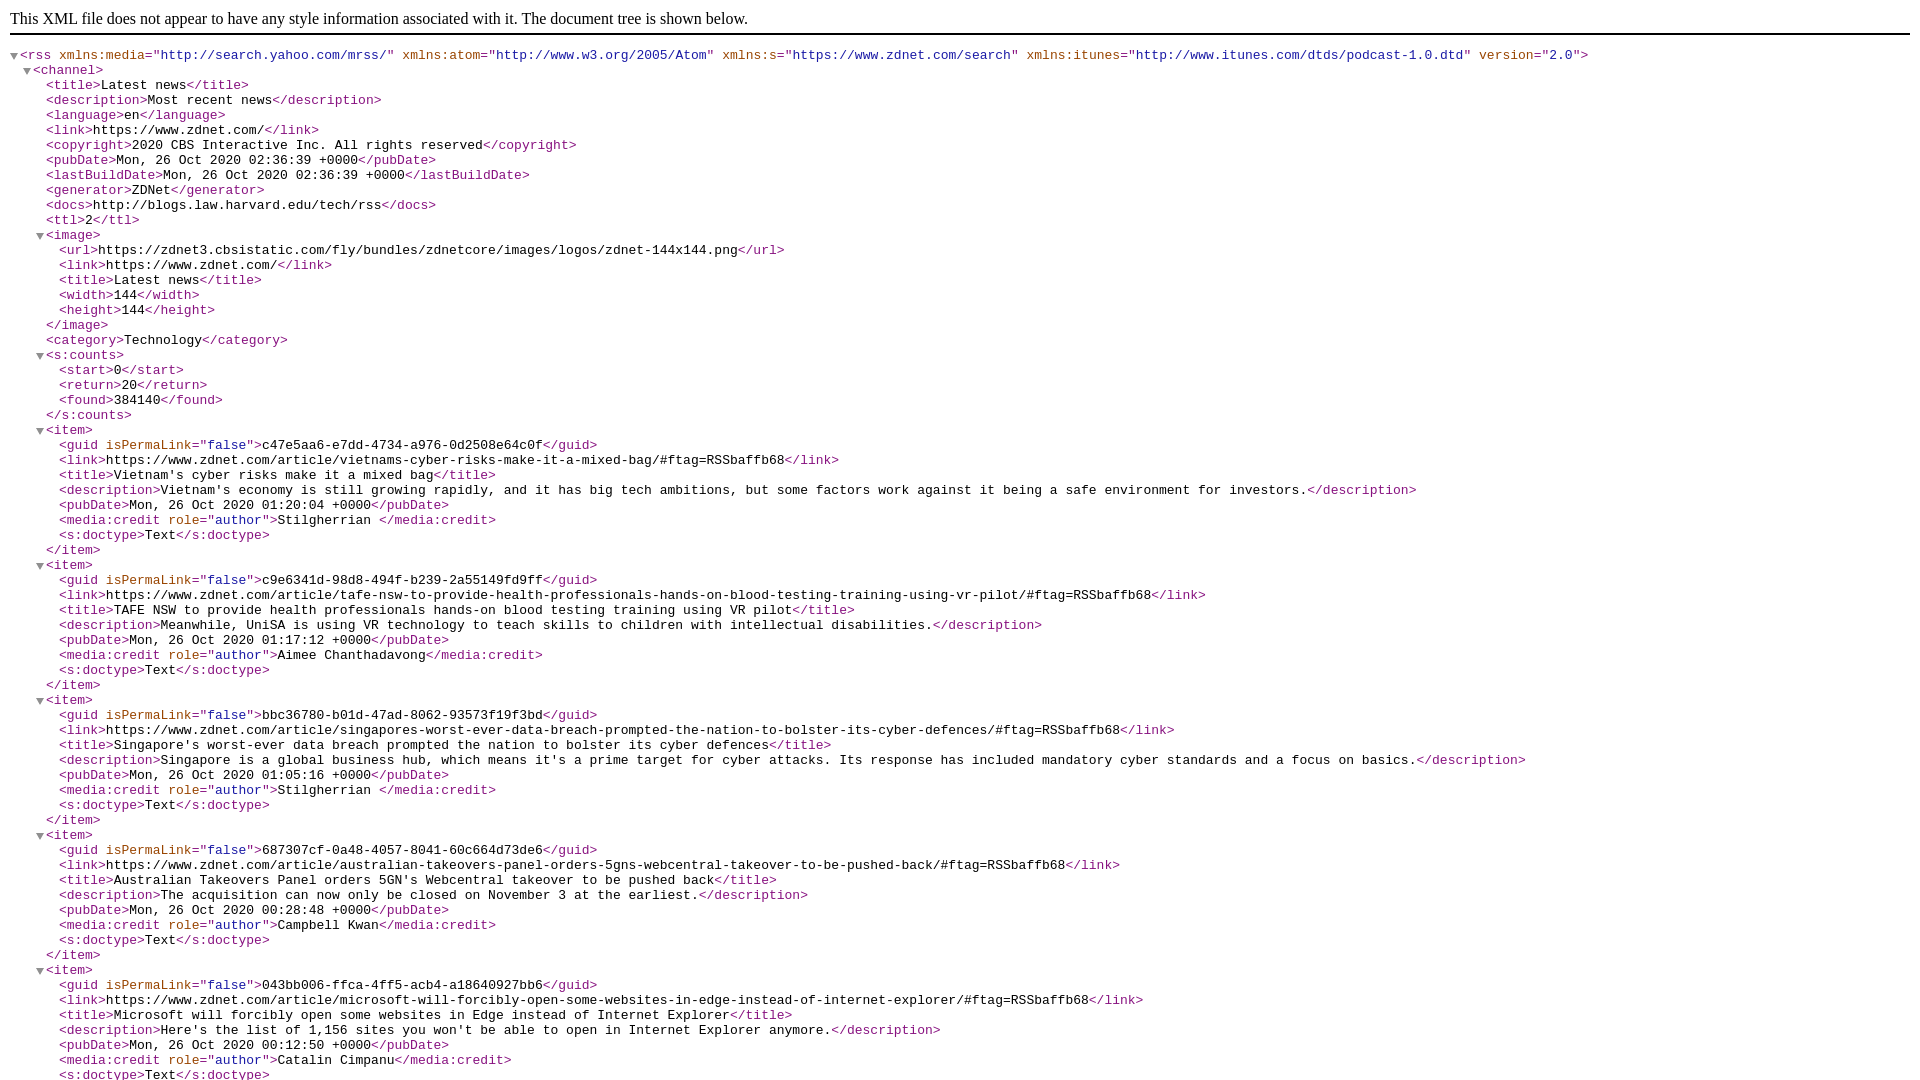 This XML file does not appear to have any style information associated with it. The document tree is shown below.
<rss xmlns:media="http://search.yahoo.com/mrss/" xmlns:atom="http://www.w3.org/2005/Atom" xmlns:s="https://www.zdnet.com/search" xmlns:itunes="http://www.itunes.com/dtds/podcast-1.0.dtd" version="2.0">
<channel>
<title>Latest news</title>
<description>Most recent news</description>
<language>en</language>
<link>https://www.zdnet.com/</link>
<copyright>2020 CBS Interactive Inc. All rights reserved</copyright>
<pubDate>Mon, 26 Oct 2020 02:36:39 +0000</pubDate>
<lastBuildDate>Mon, 26 Oct 2020 02:36:39 +0000</lastBuildDate>
<generator>ZDNet</generator>
<docs>http://blogs.law.harvard.edu/tech/rss</docs>
<ttl>2</ttl>
<image>
<url>https://zdnet3.cbsistatic.com/fly/bundles/zdnetcore/images/logos/zdnet-144x144.png</url>
<link>https://www.zdnet.com/</link>
<title>Latest news</title>
<width>144</width>
<height>144</height>
</image>
<category>Technology</category>
<s:counts>
<start>0</start>
<return>20</return>
<found>384140</found>
</s:counts>
<item>
<guid isPermaLink="false">c47e5aa6-e7dd-4734-a976-0d2508e64c0f</guid>
<link>https://www.zdnet.com/article/vietnams-cyber-risks-make-it-a-mixed-bag/#ftag=RSSbaffb68</link>
<title>Vietnam's cyber risks make it a mixed bag</title>
<description>Vietnam's economy is still growing rapidly, and it has big tech ambitions, but some factors work against it being a safe environment for investors.</description>
<pubDate>Mon, 26 Oct 2020 01:20:04 +0000</pubDate>
<media:credit role="author">Stilgherrian </media:credit>
<s:doctype>Text</s:doctype>
</item>
<item>
<guid isPermaLink="false">c9e6341d-98d8-494f-b239-2a55149fd9ff</guid>
<link>https://www.zdnet.com/article/tafe-nsw-to-provide-health-professionals-hands-on-blood-testing-training-using-vr-pilot/#ftag=RSSbaffb68</link>
<title>TAFE NSW to provide health professionals hands-on blood testing training using VR pilot</title>
<description>Meanwhile, UniSA is using VR technology to teach skills to children with intellectual disabilities.</description>
<pubDate>Mon, 26 Oct 2020 01:17:12 +0000</pubDate>
<media:credit role="author">Aimee Chanthadavong</media:credit>
<s:doctype>Text</s:doctype>
</item>
<item>
<guid isPermaLink="false">bbc36780-b01d-47ad-8062-93573f19f3bd</guid>
<link>https://www.zdnet.com/article/singapores-worst-ever-data-breach-prompted-the-nation-to-bolster-its-cyber-defences/#ftag=RSSbaffb68</link>
<title>Singapore's worst-ever data breach prompted the nation to bolster its cyber defences</title>
<description>Singapore is a global business hub, which means it's a prime target for cyber attacks. Its response has included mandatory cyber standards and a focus on basics.</description>
<pubDate>Mon, 26 Oct 2020 01:05:16 +0000</pubDate>
<media:credit role="author">Stilgherrian </media:credit>
<s:doctype>Text</s:doctype>
</item>
<item>
<guid isPermaLink="false">687307cf-0a48-4057-8041-60c664d73de6</guid>
<link>https://www.zdnet.com/article/australian-takeovers-panel-orders-5gns-webcentral-takeover-to-be-pushed-back/#ftag=RSSbaffb68</link>
<title>Australian Takeovers Panel orders 5GN's Webcentral takeover to be pushed back</title>
<description>The acquisition can now only be closed on November 3 at the earliest.</description>
<pubDate>Mon, 26 Oct 2020 00:28:48 +0000</pubDate>
<media:credit role="author">Campbell Kwan</media:credit>
<s:doctype>Text</s:doctype>
</item>
<item>
<guid isPermaLink="false">043bb006-ffca-4ff5-acb4-a18640927bb6</guid>
<link>https://www.zdnet.com/article/microsoft-will-forcibly-open-some-websites-in-edge-instead-of-internet-explorer/#ftag=RSSbaffb68</link>
<title>Microsoft will forcibly open some websites in Edge instead of Internet Explorer</title>
<description>Here's the list of 1,156 sites you won't be able to open in Internet Explorer anymore.</description>
<pubDate>Mon, 26 Oct 2020 00:12:50 +0000</pubDate>
<media:credit role="author">Catalin Cimpanu</media:credit>
<s:doctype>Text</s:doctype>